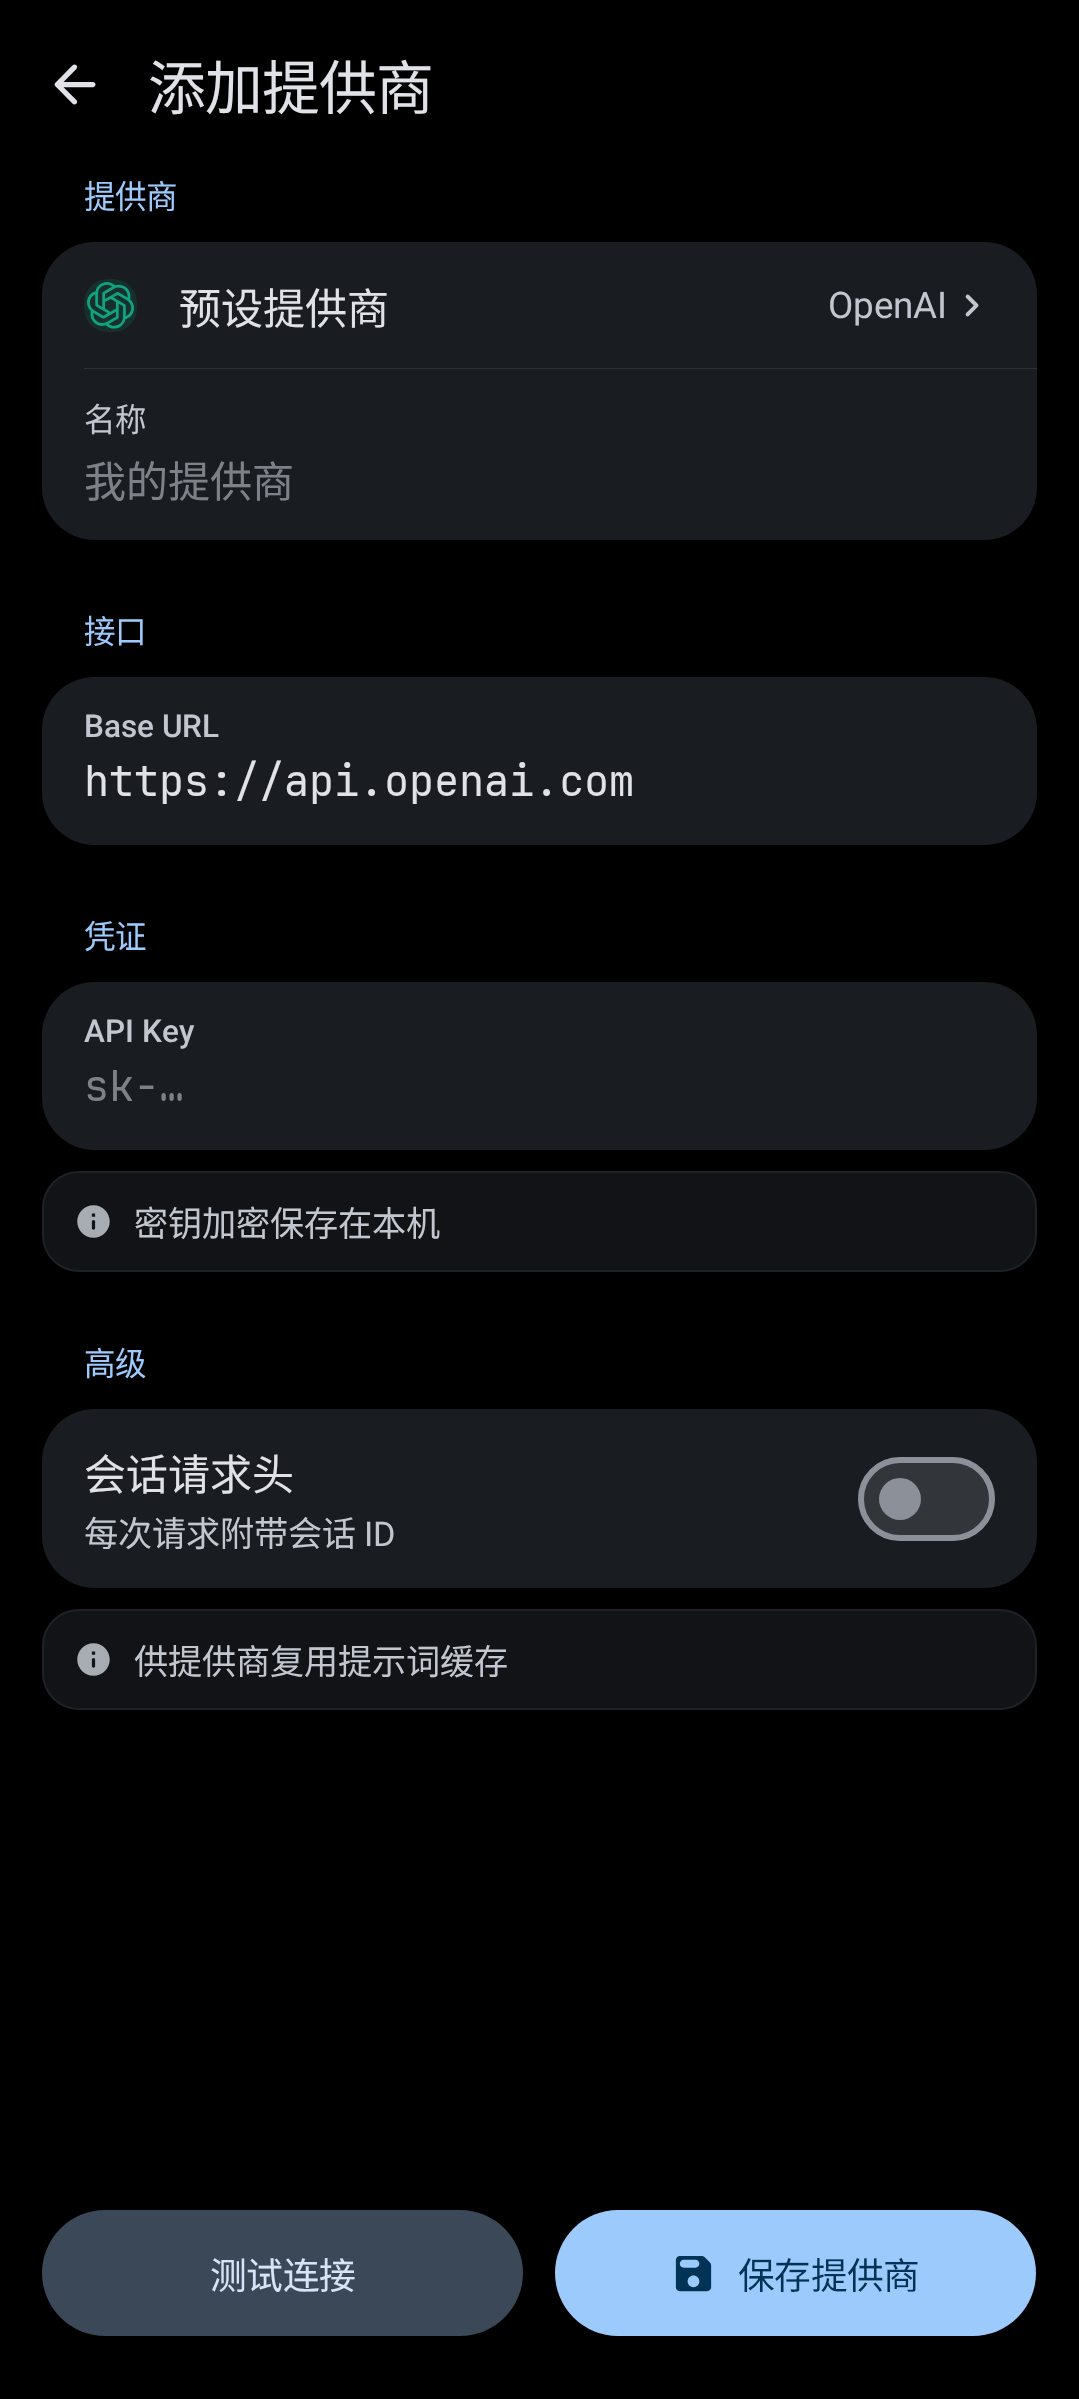 添加提供商
提供商
预设提供商
OpenAI
名称
我的提供商
接口
Base URL
https://api.openai.com
凭证
API Key
sk-…
密钥加密保存在本机
高级
会话请求头
每次请求附带会话 ID
供提供商复用提示词缓存
测试连接
保存提供商